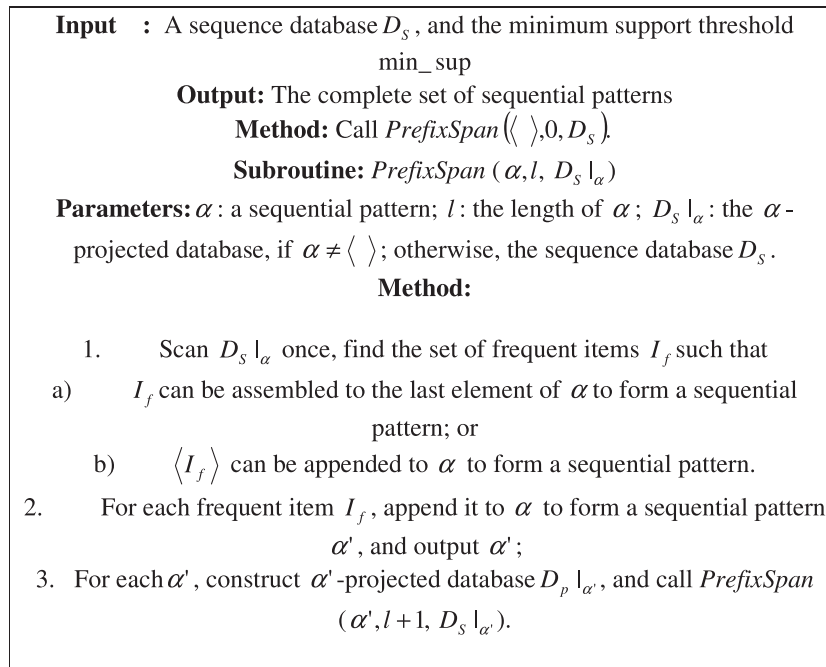 Input : A sequence database D_S, and the minimum support threshold
min_sup
Output: The complete set of sequential patterns
Method: Call PrefixSpan(⟨ ⟩,0, D_S).
Subroutine: PrefixSpan (α, l, D_S |_α)
Parameters: α : a sequential pattern; l : the length of α ; D_S |_α : the α -
projected database, if α ≠ ⟨ ⟩ ; otherwise, the sequence database D_S .
Method:
1. Scan D_S |_α once, find the set of frequent items I_f such that
a) I_f can be assembled to the last element of α to form a sequential
pattern; or
b) ⟨I_f⟩ can be appended to α to form a sequential pattern.
2. For each frequent item I_f , append it to α to form a sequential pattern
α' , and output α' ;
3. For each α' , construct α' -projected database D_p |_α' , and call PrefixSpan
(α', l + 1, D_S |_α').